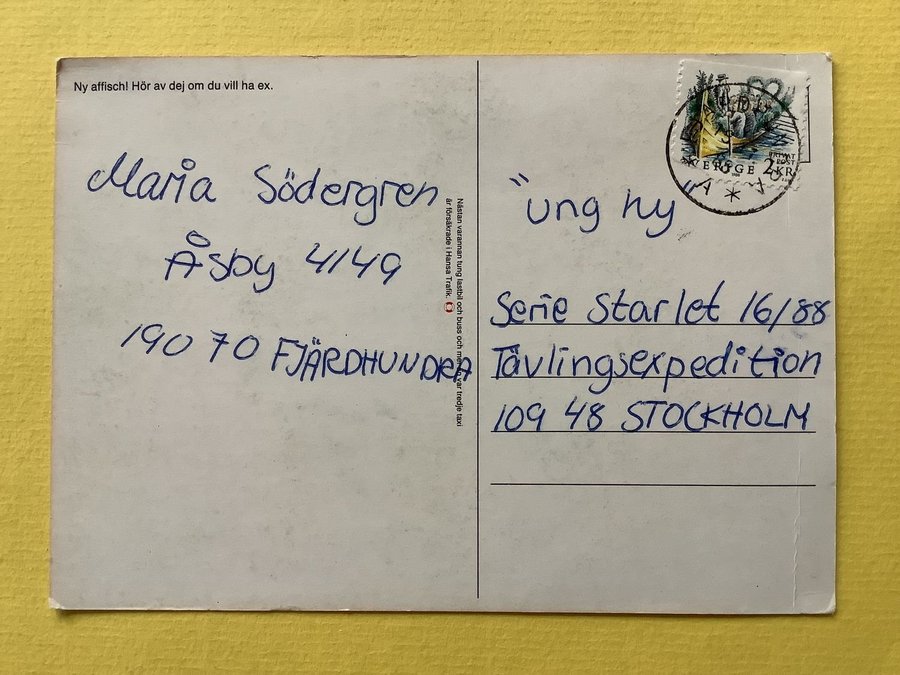 Ny affisch! Hör av dej om du vill ha ex.
Maria Södergren
Åsby 4149
190 70 FJÄRDHUNDRA
Nästan varannan tung lastbil och buss och mer än var tredje taxi
är försäkrade i Hansa Trafik.
SVERIGE 2 KR
"ung ny
Serie Starlet 16/88
Tävlingsexpedition
109 48 STOCKHOLM